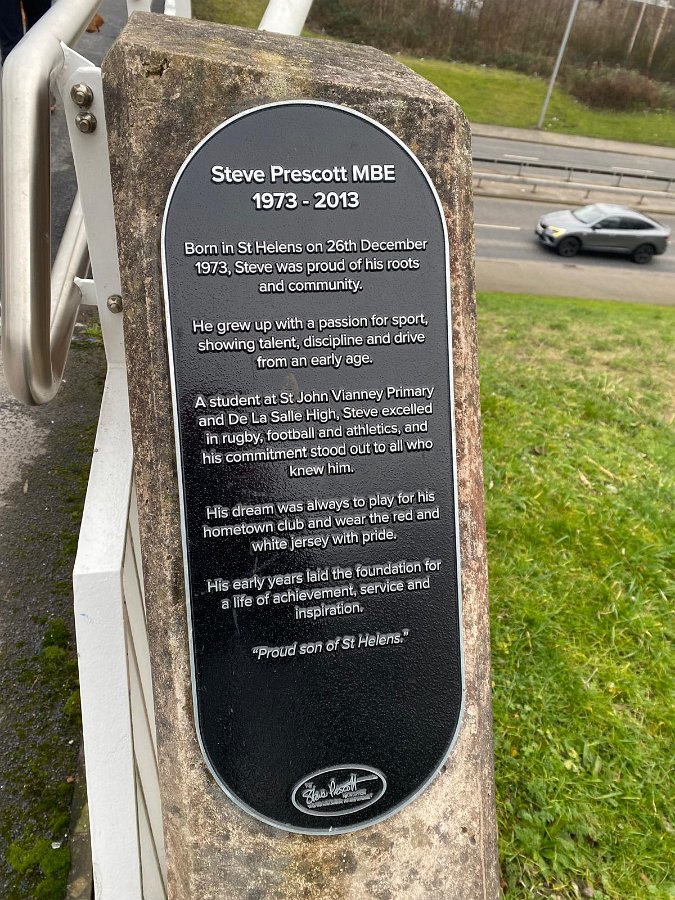 Steve Prescott MBE
1973 - 2013
Born in St Helens on 26th December
1973, Steve was proud of his roots
and community.
He grew up with a passion for sport,
showing talent, discipline and drive
from an early age.
A student at St John Vianney Primary
and De La Salle High, Steve excelled
in rugby, football and athletics, and
his commitment stood out to all who
knew him.
His dream was always to play for his
hometown club and wear the red and
white jersey with pride.
His early years laid the foundation for
a life of achievement, service and
inspiration.
“Proud son of St Helens.”
THE
Steve Prescott